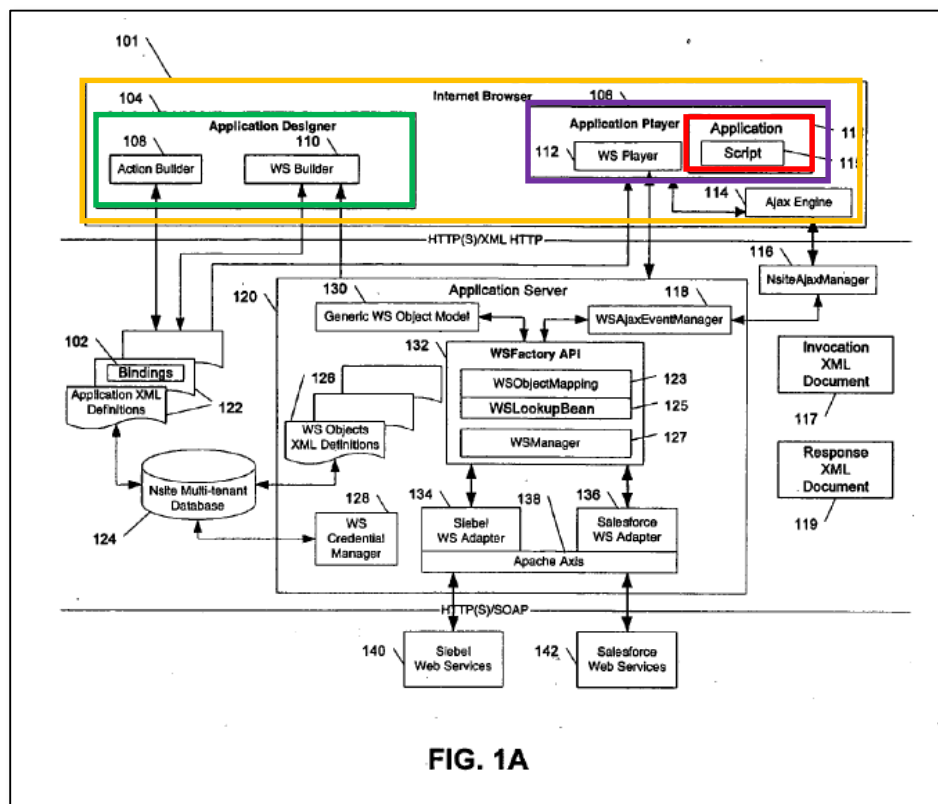 101
104
Internet Browser
106
Application Designer
Application Player
Application
108
110
112
WS Player
Script
Action Builder
WS Builder
114
Ajax Engine
HTTP(S)/XML HTTP
116
NsiteAjaxManager
120
130
Application Server
118
Generic WS Object Model
WSAjaxEventManager
132
WSFactory API
102
Bindings
Application XML
Definitions
122
126
WSObjectMapping
123
WSLookupBean
125
WS Objects
XML Definitions
WSManager
127
Invocation
XML
Document
117
Response
XML
Document
119
Nsite Multi-tenant
Database
124
128
WS
Credential
Manager
134
138
136
Siebel
WS Adapter
Salesforce
WS Adapter
Apache Axis
HTTP(S)/SOAP
140
Siebel
Web Services
142
Salesforce
Web Services
FIG. 1A